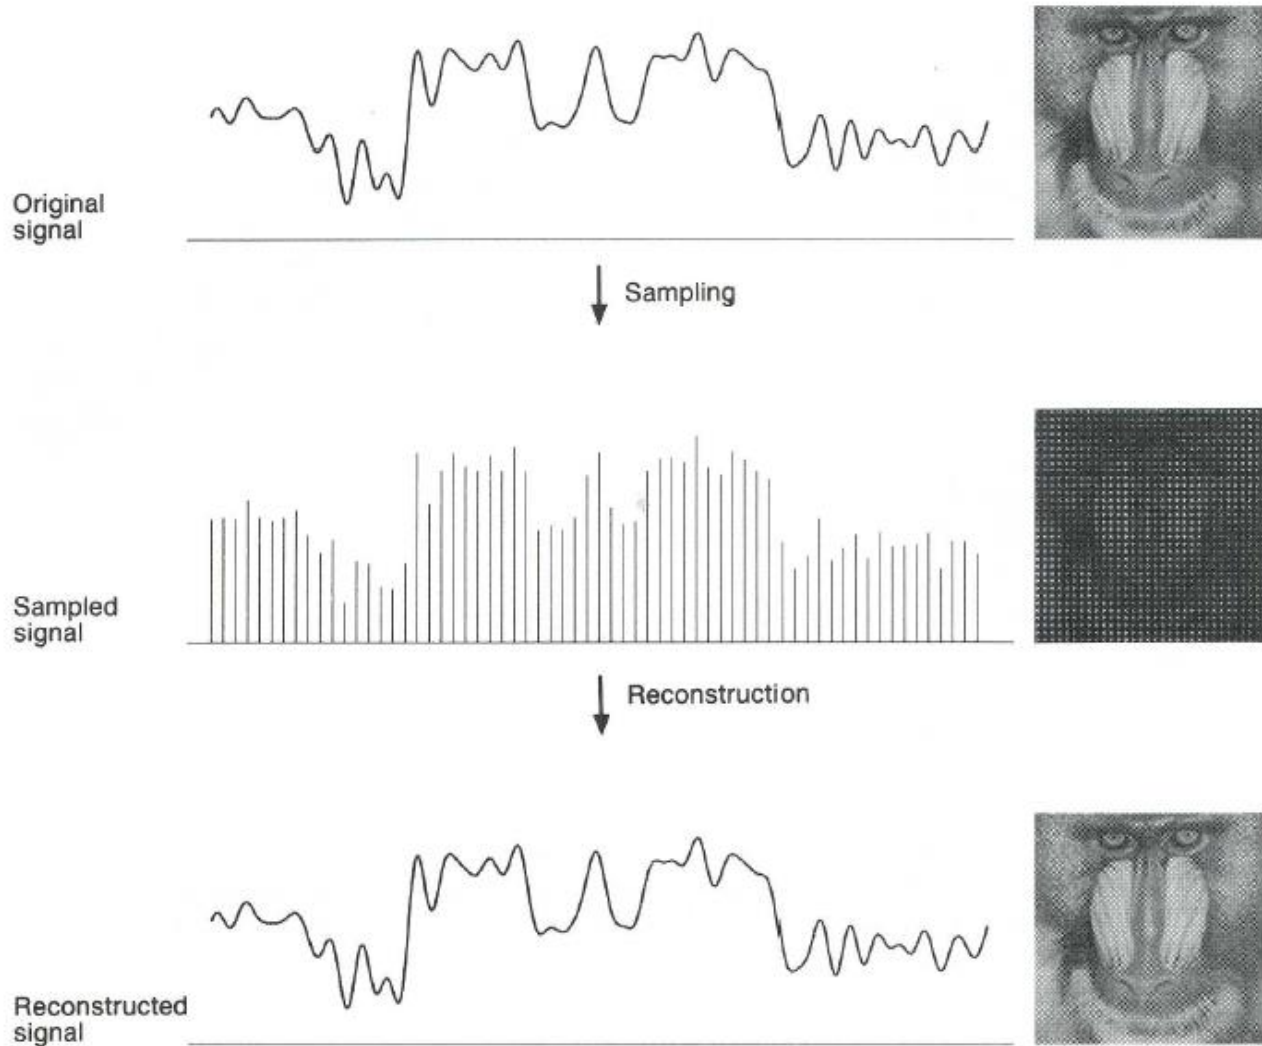 Original
signal
Sampling
Sampled
signal
Reconstruction
Reconstructed
signal